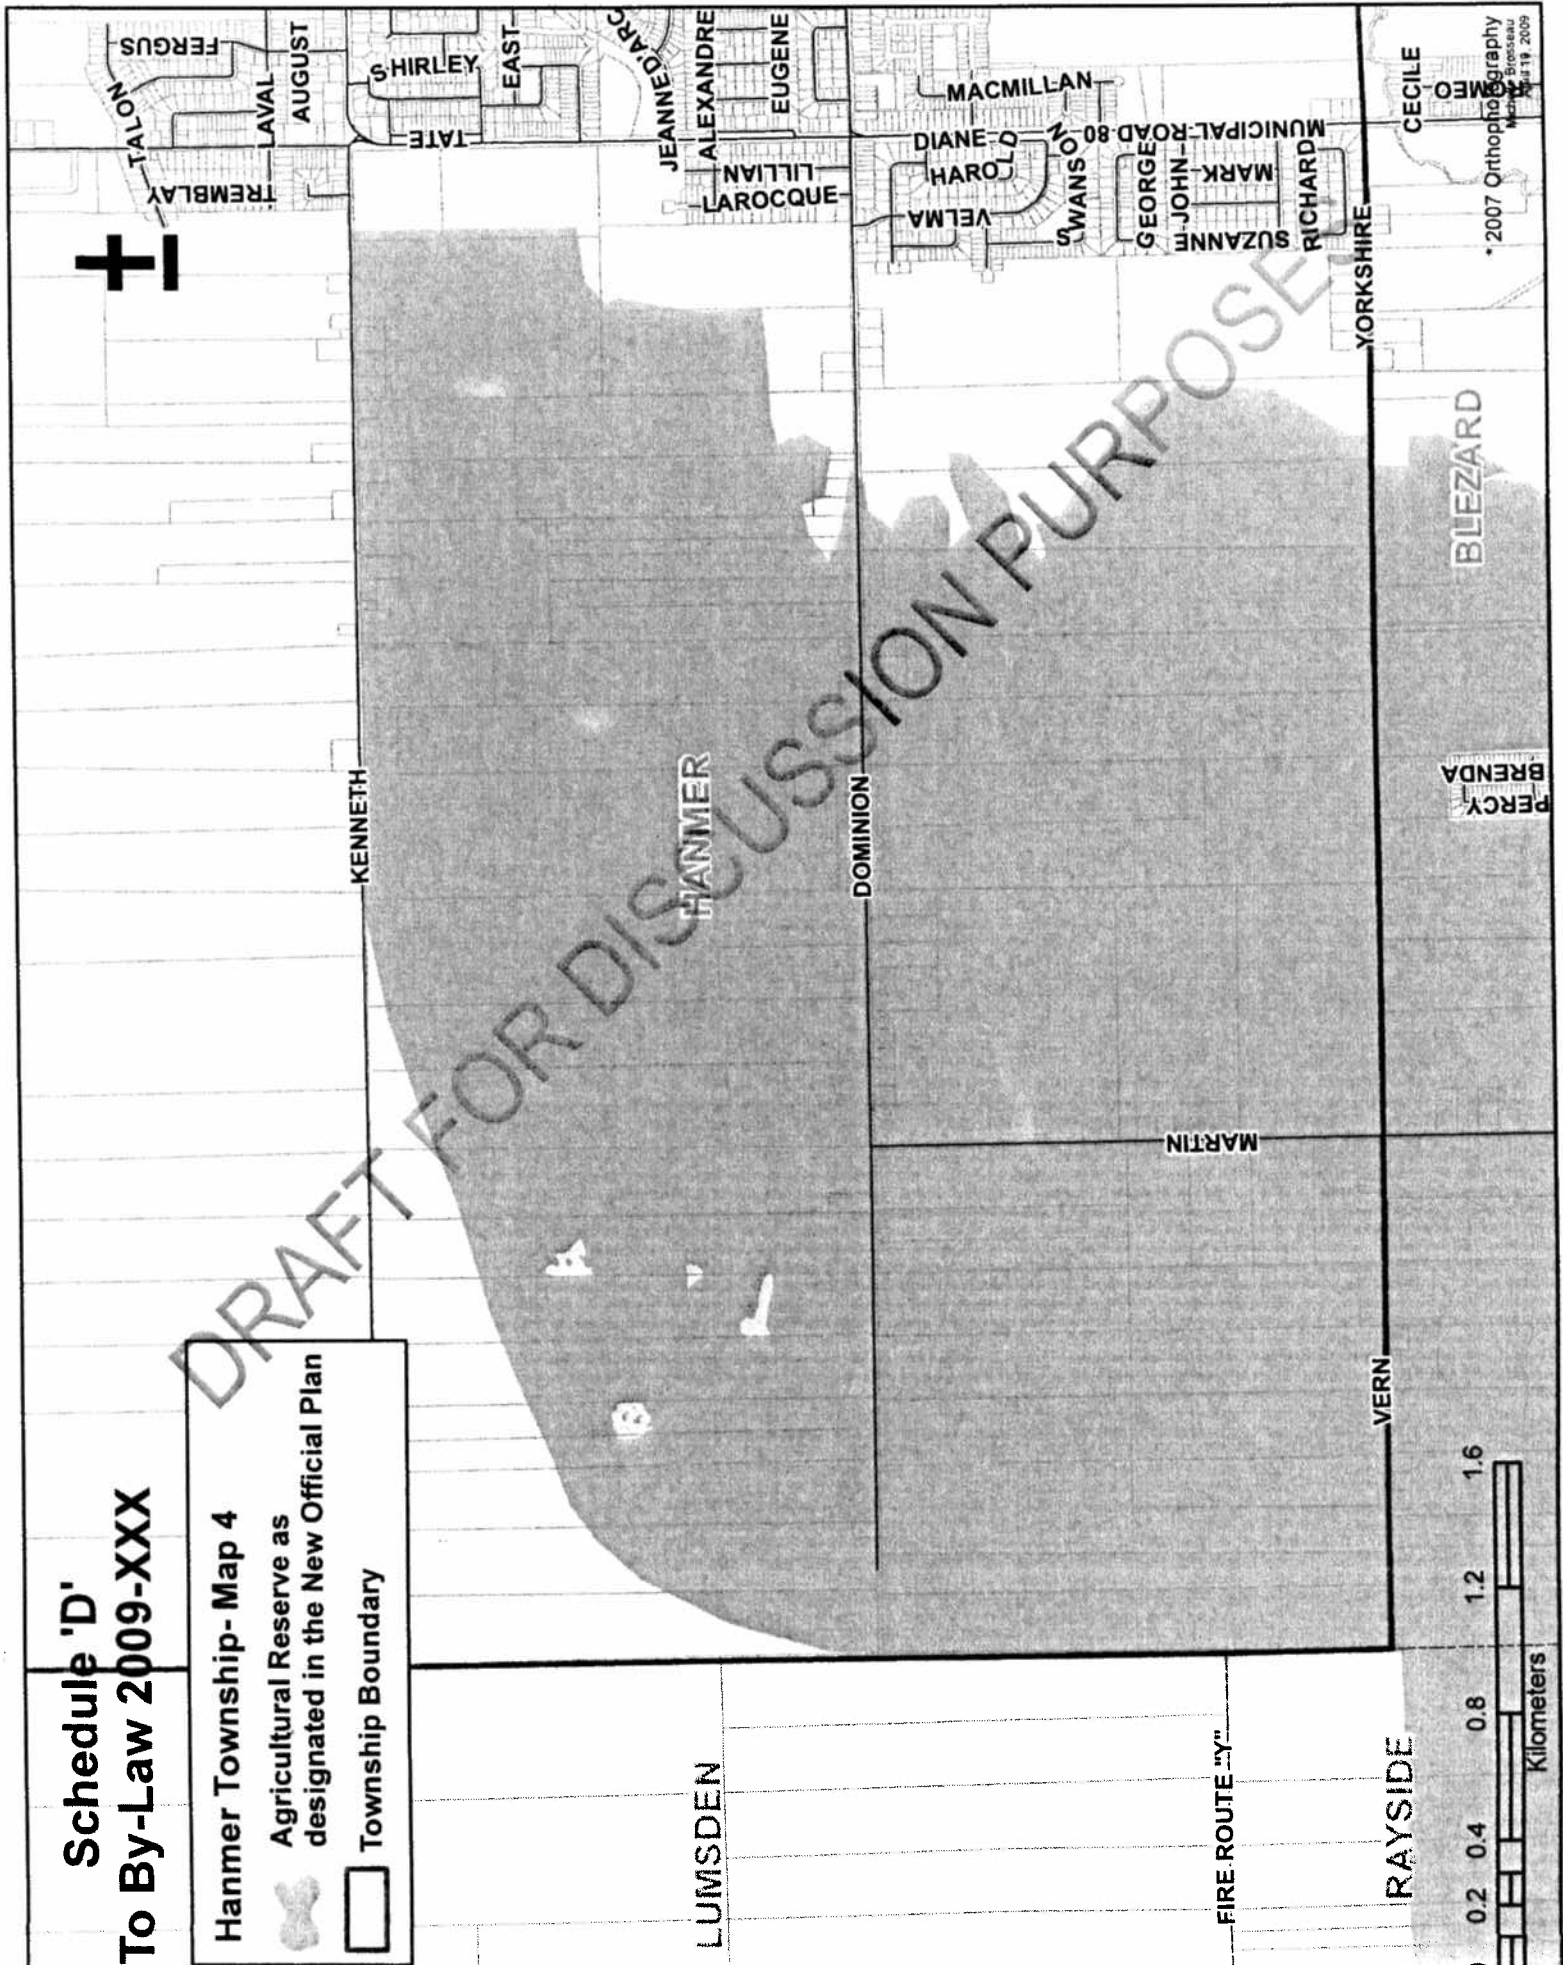 Schedule 'D'
To By-Law 2009-XXX
Hanmer Township- Map 4
Agricultural Reserve as
designated in the New Official Plan
Township Boundary
DRAFT FOR DISCUSSION PURPOSE
FERGUS
TALON
LAVAL
AUGUST
TREMBLAY
SHIRLEY
EAST
TATE
JEANNE D'ARC
ALEXANDRE
EUGENE
LILLIAN
LAROCQUE
MACMILLAN
DIANE
HAROLD
VELMA
SWANSON
MUNICIPAL ROAD 80
GEORGE
JOHN
MARK
SUZANNE
RICHARD
CECILE
ROMEO
YORKSHIRE
KENNETH
HANMER
DOMINION
MARTIN
VERN
BLEZARD
BRENDA
PERCY
LUMSDEN
FIRE ROUTE "Y"
RAYSIDE
0.2 0.4 0.8 1.2 1.6
Kilometers
* 2007 Orthophotography
Brosseau
2009